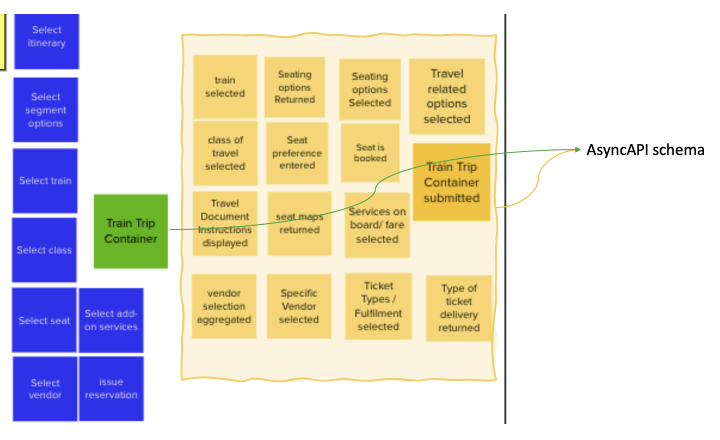 Select
itinerary
Select
segment
options
Select train
Select class
Select seat
Select add-
on services
Select
vendor
issue
reservation
Train Trip
Container
train
selected
Seating
options
Returned
Seating
options
Selected
Travel
related
options
selected
class of
travel
selected
Seat
preference
entered
Seat is
booked
Train Trip
Container
submitted
Travel
Document
Instructions
displayed
seat maps
returned
Services on
board/ fare
selected
vendor
selection
aggregated
Specific
Vendor
selected
Ticket
Types /
Fulfilment
selected
Type of
ticket
delivery
returned
AsyncAPI schema